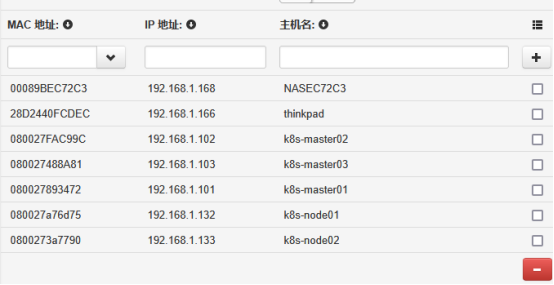 MAC 地址: IP 地址: 主机名:
00089BEC72C3 192.168.1.168 NASEC72C3
28D2440FCDEC 192.168.1.166 thinkpad
080027FAC99C 192.168.1.102 k8s-master02
080027488A81 192.168.1.103 k8s-master03
080027893472 192.168.1.101 k8s-master01
080027a76d75 192.168.1.132 k8s-node01
0800273a7790 192.168.1.133 k8s-node02